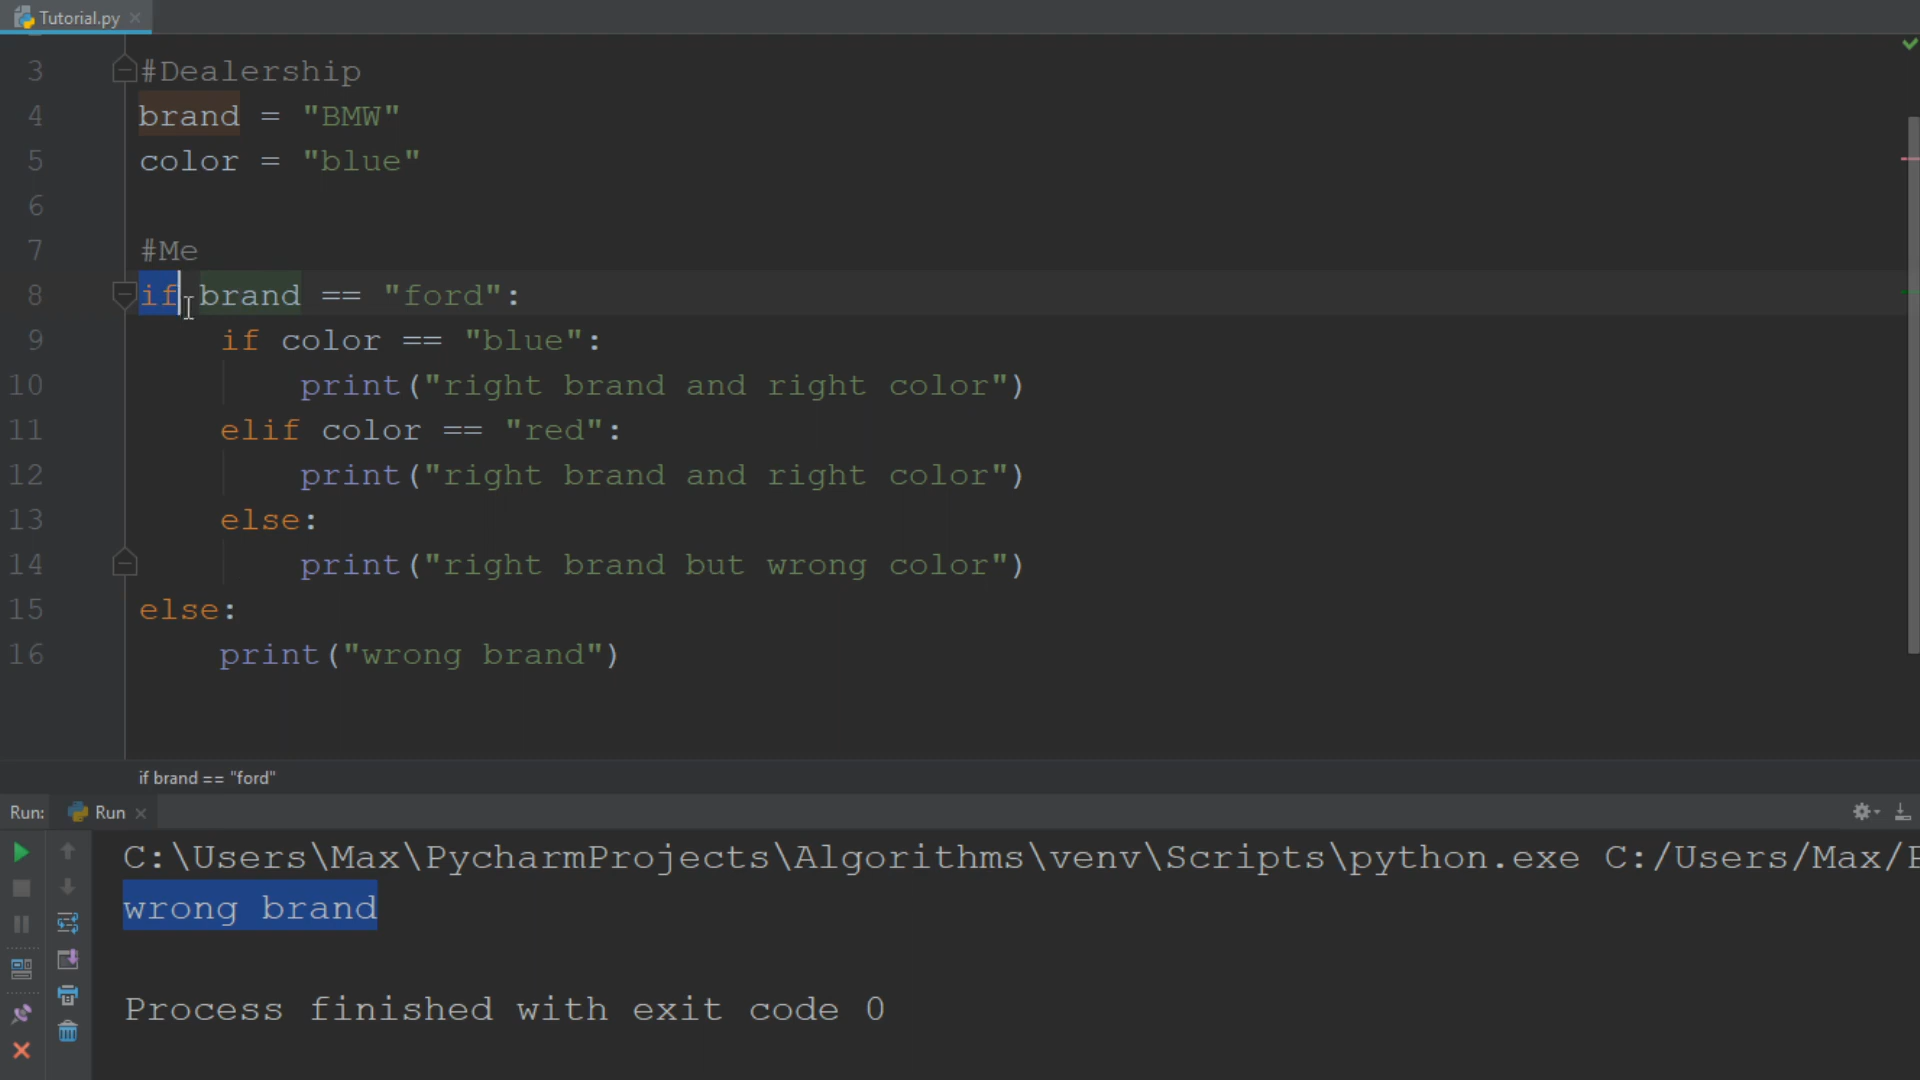 Tutorial.py
3 #Dealership
4 brand = "BMW"
5 color = "blue"
6
7 #Me
8 if brand == "ford":
9 if color == "blue":
10 print("right brand and right color")
11 elif color == "red":
12 print("right brand and right color")
13 else:
14 print("right brand but wrong color")
15 else:
16 print("wrong brand")
if brand == "ford"
Run: Run
C:\Users\Max\PycharmProjects\Algorithms\venv\Scripts\python.exe C:/Users/Max/
wrong brand
Process finished with exit code 0